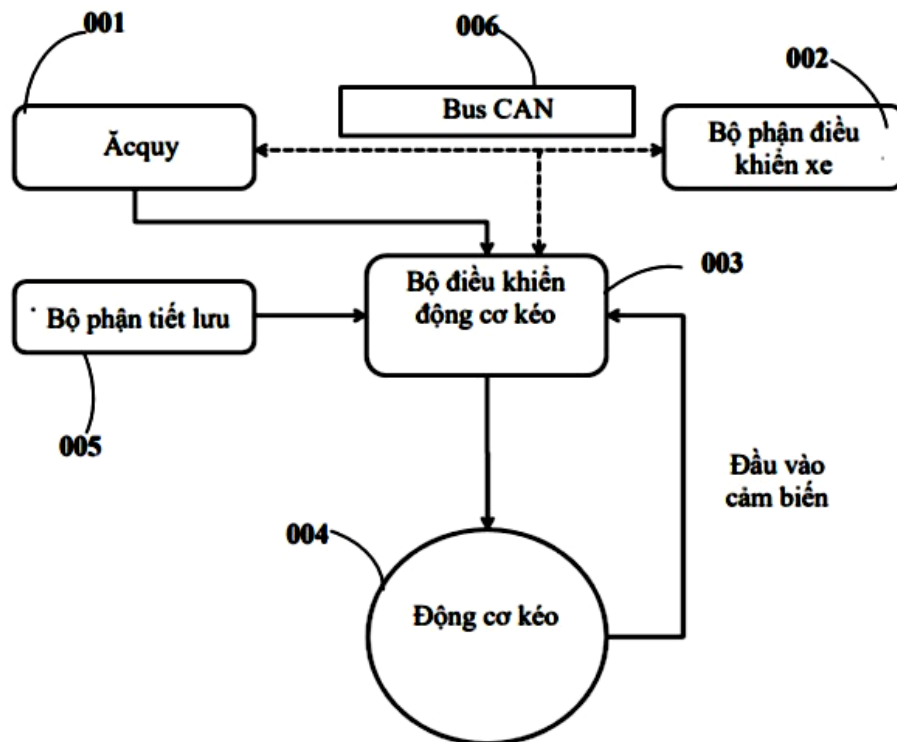 001
006
002
Bus CAN
Ăcquy
Bộ phận điều
khiển xe
003
Bộ điều khiển
động cơ kéo
Bộ phận tiết lưu
005
Đầu vào
cảm biến
004
Động cơ kéo